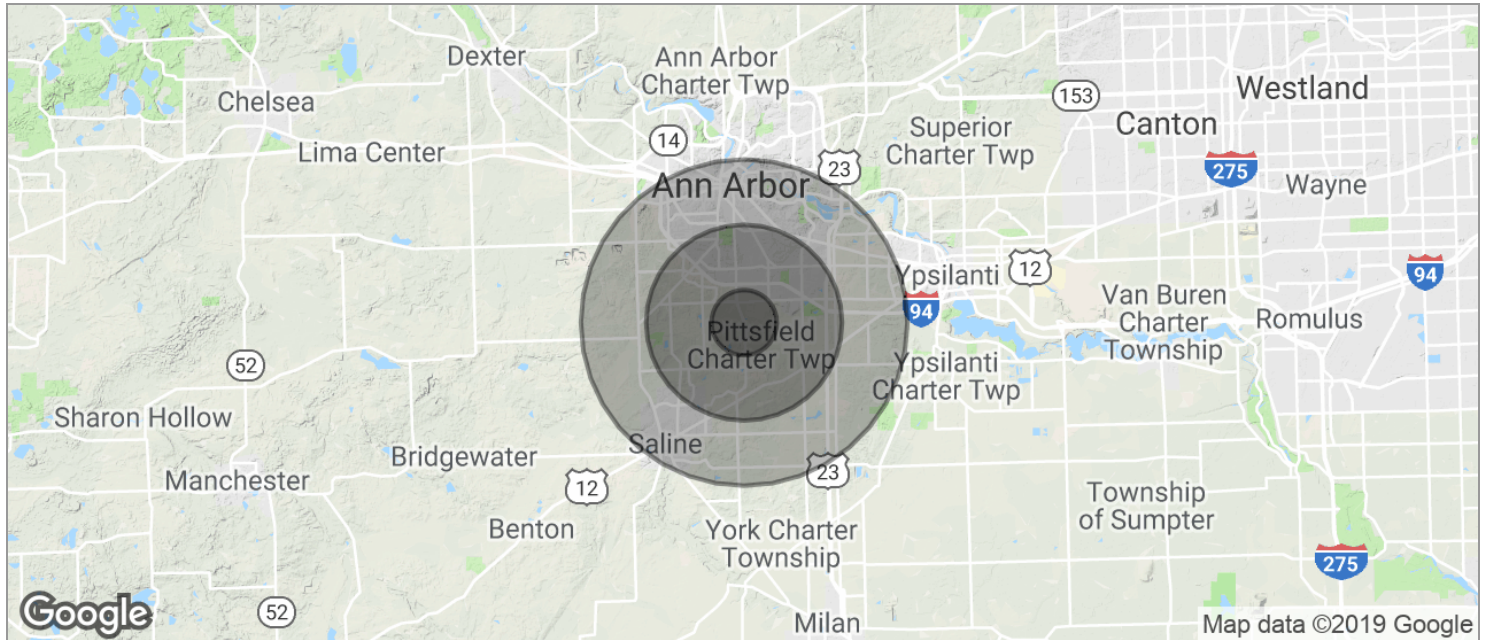 Dexter
Ann Arbor
Charter Twp
Westland
Chelsea
153
Canton
14
Superior
Charter Twp
Lima Center
23
275
Wayne
Ann Arbor
Ypsilanti
12
94
94
Van Buren
Charter
Township
Romulus
Pittsfield
Charter Twp
52
Ypsilanti
Charter Twp
Sharon Hollow
Saline
Bridgewater
23
Manchester
12
Township
of Sumpter
Benton
York Charter
Township
275
Google
52
Milan
Map data ©2019 Google